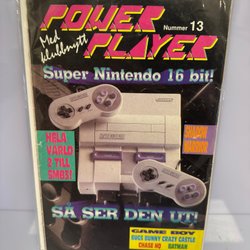 POWER PLAYER
Nummer 13
Med klubbnytt
Super Nintendo 16 bit!
HELA
VÄRLD
2 TILL
SMB3!
SHADOW
WARRIOR
SÅ SER DEN UT!
GAME BOY
BUGS BUNNY CRAZY CASTLE
CHASE HQ BATMAN